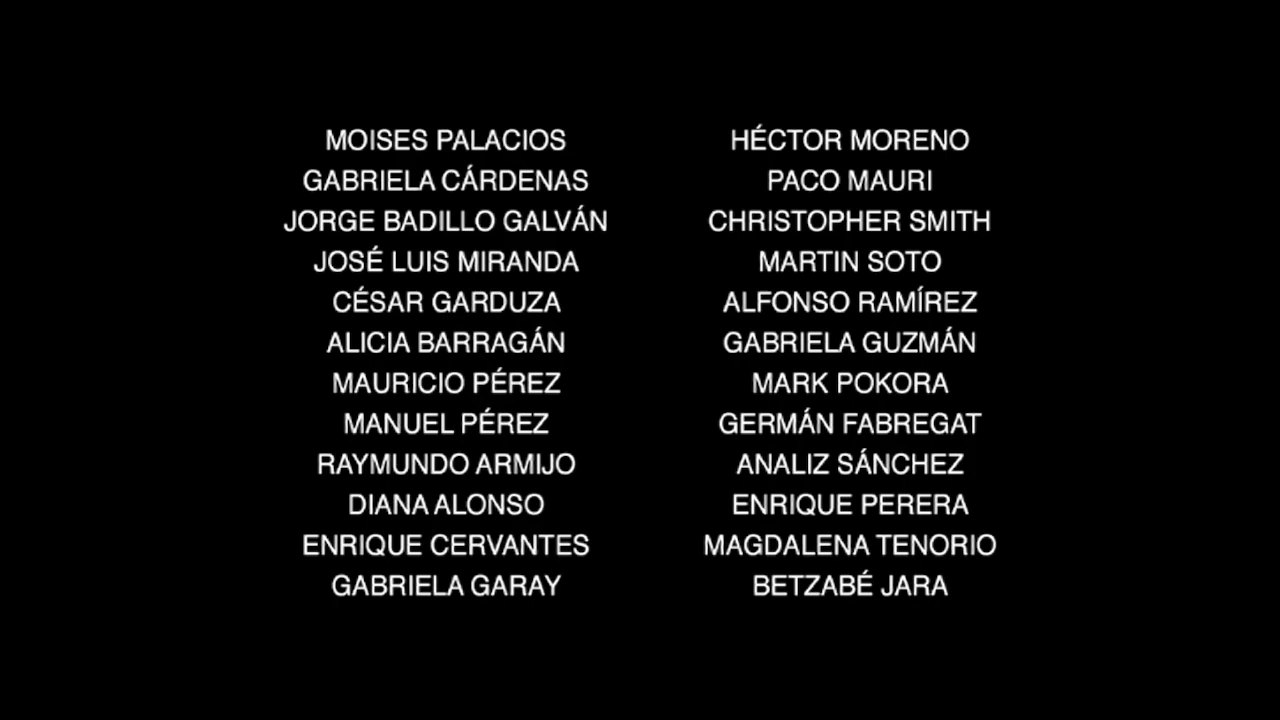 MOISES PALACIOS
GABRIELA CÁRDENAS
JORGE BADILLO GALVÁN
JOSÉ LUIS MIRANDA
CÉSAR GARDUZA
ALICIA BARRAGÁN
MAURICIO PÉREZ
MANUEL PÉREZ
RAYMUNDO ARMIJO
DIANA ALONSO
ENRIQUE CERVANTES
GABRIELA GARAY
HÉCTOR MORENO
PACO MAURI
CHRISTOPHER SMITH
MARTIN SOTO
ALFONSO RAMÍREZ
GABRIELA GUZMÁN
MARK POKORA
GERMÁN FABREGAT
ANALIZ SÁNCHEZ
ENRIQUE PERERA
MAGDALENA TENORIO
BETZABÉ JARA